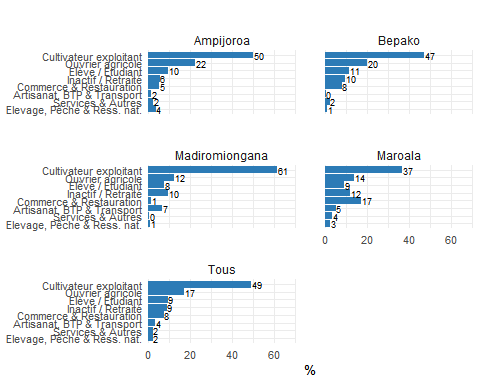 Ampijoroa
Bepako
Cultivateur exploitant 50 47
Ouvrier agricole 22 20
Elève / Etudiant 10 11
Inactif / Retraité 6 10
Commerce & Restauration 5 8
Artisanat, BTP & Transport 2 0
Services & Autres 2 2
Elevage, Pêche & Ress. nat. 4 1
Madiromiongana
Maroala
Cultivateur exploitant 61 37
Ouvrier agricole 12 14
Elève / Etudiant 8 9
Inactif / Retraité 10 12
Commerce & Restauration 1 17
Artisanat, BTP & Transport 7 5
Services & Autres 0 4
Elevage, Pêche & Ress. nat. 1 3
0 20 40 60
Tous
Cultivateur exploitant 49
Ouvrier agricole 17
Elève / Etudiant 9
Inactif / Retraité 9
Commerce & Restauration 8
Artisanat, BTP & Transport 4
Services & Autres 2
Elevage, Pêche & Ress. nat. 2
0 20 40 60
%